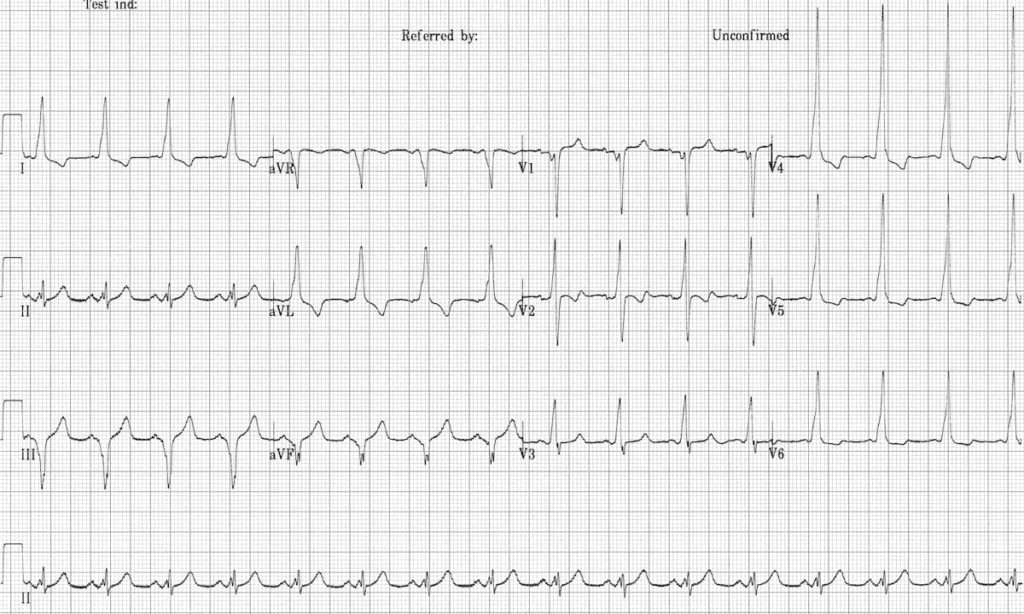 Test ind:
Referred by:
Unconfirmed
I
aVR
V1
V4
II
aVL
V2
V5
III
aVF
V3
V6
II